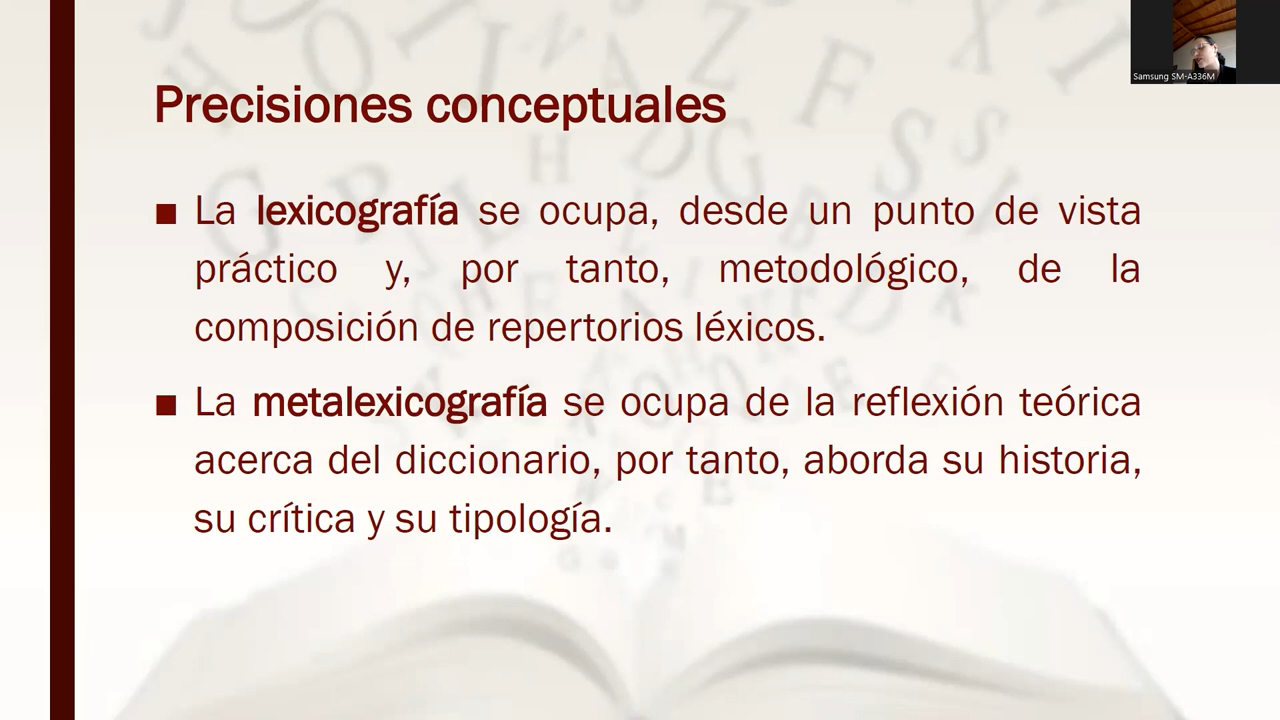 Samsung SM-A336M
Precisiones conceptuales
■ La lexicografía se ocupa, desde un punto de vista
práctico y, por tanto, metodológico, de la
composición de repertorios léxicos.
■ La metalexicografía se ocupa de la reflexión teórica
acerca del diccionario, por tanto, aborda su historia,
su crítica y su tipología.